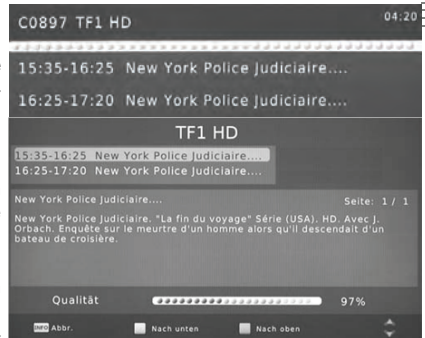 C0897 TF1 HD 04:20
15:35-16:25 New York Police Judiciaire....
16:25-17:20 New York Police Judiciaire....
TF1 HD
15:35-16:25 New York Police Judiciaire....
16:25-17:20 New York Police Judiciaire....
New York Police Judiciaire.... Seite: 1/ 1
New York Police Judiciaire. "La fin du voyage" Série (USA). HD. Avec J.
Orbach. Enquête sur le meurtre d'un homme alors qu'il descendait d'un
bateau de croisière.
Qualität 97%
INFO Abbr. Nach unten Nach oben